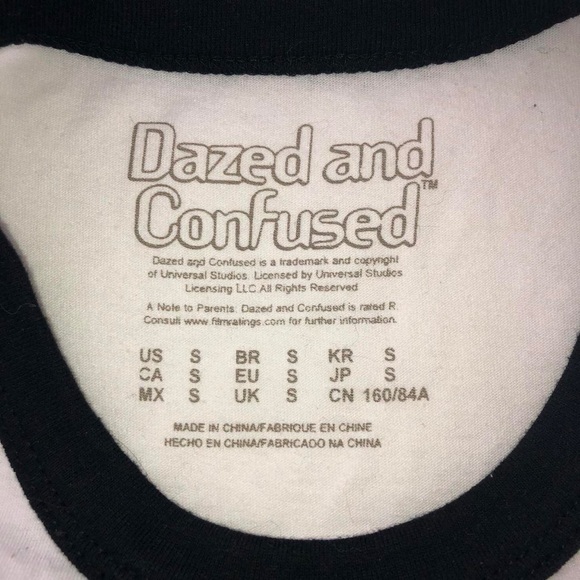 Dazed and
Confused™
Dazed and Confused is a trademark and copyright
of Universal Studios. Licensed by Universal Studios
Licensing LLC All Rights Reserved
A Note to Parents: Dazed and Confused is rated R.
Consult www.filmratings.com for further information.
US S BR S KR S
CA S EU S JP S
MX S UK S CN 160/84A
MADE IN CHINA/FABRIQUE EN CHINE
HECHO EN CHINA/FABRICADO NA CHINA